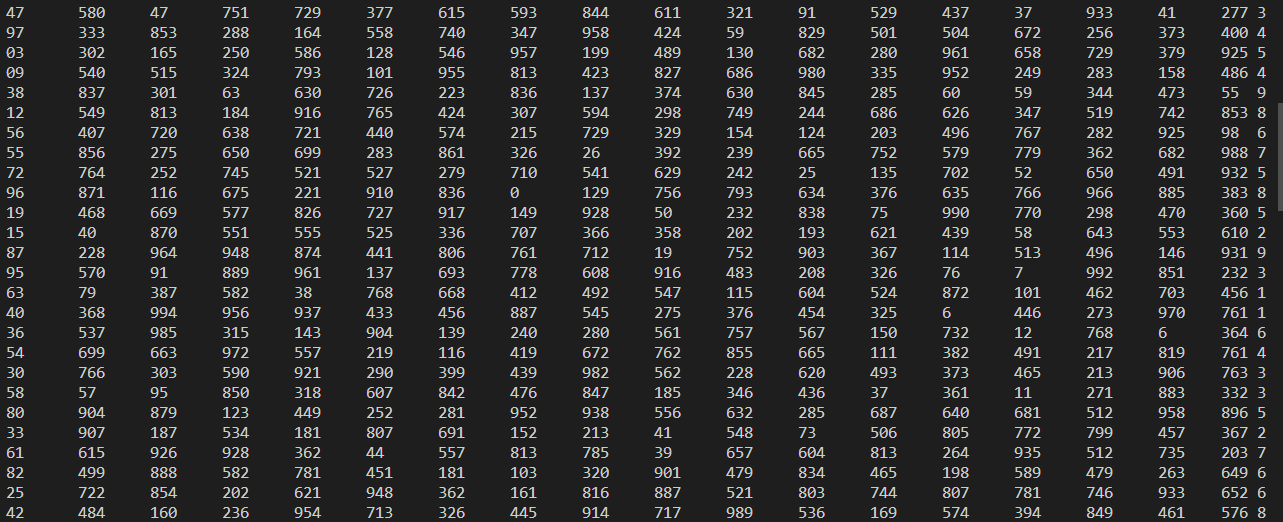 47 580 47 751 729 377 615 593 844 611 321 91 529 437 37 933 41 277 3
97 333 853 288 164 558 740 347 958 424 59 829 501 504 672 256 373 400 4
03 302 165 250 586 128 546 957 199 489 130 682 280 961 658 729 379 925 5
09 540 515 324 793 101 955 813 423 827 686 980 335 952 249 283 158 486 4
38 837 301 63 630 726 223 836 137 374 630 845 285 60 59 344 473 55 9
12 549 813 184 916 765 424 307 594 298 749 244 686 626 347 519 742 853 8
56 407 720 638 721 440 574 215 729 329 154 124 203 496 767 282 925 98 6
55 856 275 650 699 283 861 326 26 392 239 665 752 579 779 362 682 988 7
72 764 252 745 521 527 279 710 541 629 242 25 135 702 52 650 491 932 5
96 871 116 675 221 910 836 0 129 756 793 634 376 635 766 966 885 383 8
19 468 669 577 826 727 917 149 928 50 232 838 75 990 770 298 470 360 5
15 40 870 551 555 525 336 707 366 358 202 193 621 439 58 643 553 610 2
87 228 964 948 874 441 806 761 712 19 752 903 367 114 513 496 146 931 9
95 570 91 889 961 137 693 778 608 916 483 208 326 76 7 992 851 232 3
63 79 387 582 38 768 668 412 492 547 115 604 524 872 101 462 703 456 1
40 368 994 956 937 433 456 887 545 275 376 454 325 6 446 273 970 761 1
36 537 985 315 143 904 139 240 280 561 757 567 150 732 12 768 6 364 6
54 699 663 972 557 219 116 419 672 762 855 665 111 382 491 217 819 761 4
30 766 303 590 921 290 399 439 982 562 228 620 493 373 465 213 906 763 3
58 57 95 850 318 607 842 476 847 185 346 436 37 361 11 271 883 332 3
80 904 879 123 449 252 281 952 938 556 632 285 687 640 681 512 958 896 5
33 907 187 534 181 807 691 152 213 41 548 73 506 805 772 799 457 367 2
61 615 926 928 362 44 557 813 785 39 657 604 813 264 935 512 735 203 7
82 499 888 582 781 451 181 103 320 901 479 834 465 198 589 479 263 649 6
25 722 854 202 621 948 362 161 816 887 521 803 744 807 781 746 933 652 6
42 484 160 236 954 713 326 445 914 717 989 536 169 574 394 849 461 576 8